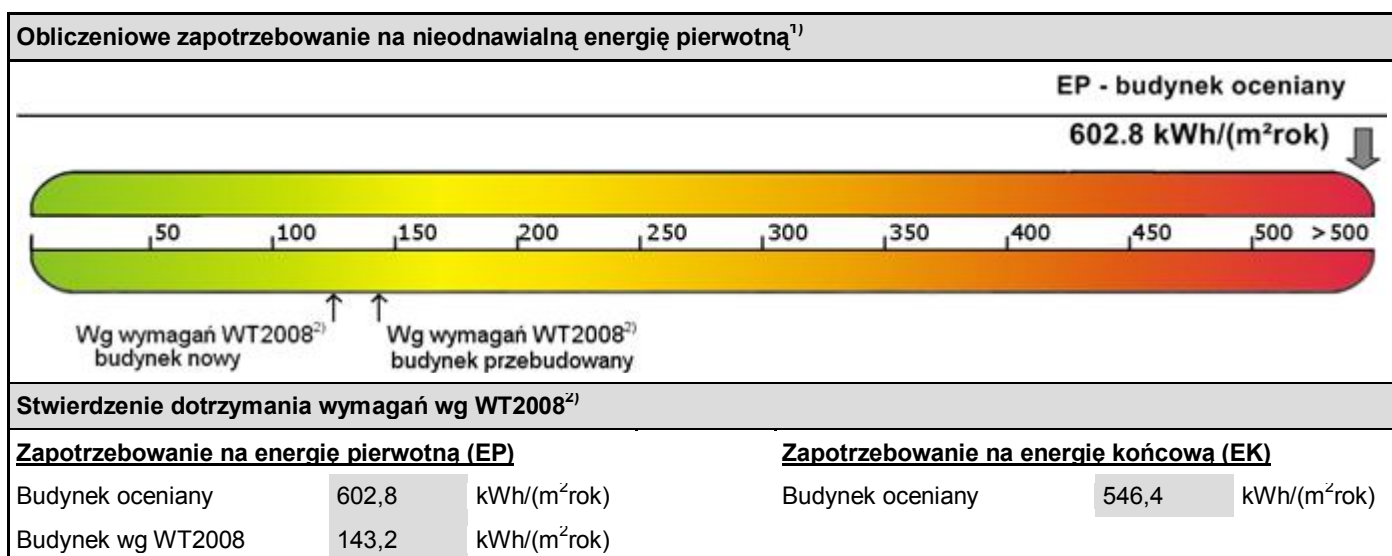 Obliczeniowe zapotrzebowanie na nieodnawialną energię pierwotną¹⁾
EP - budynek oceniany
602.8 kWh/(m²rok)
50 100 150 200 250 300 350 400 450 500 >500
Wg wymagań WT2008²⁾
budynek nowy
Wg wymagań WT2008²⁾
budynek przebudowany
Stwierdzenie dotrzymania wymagań wg WT2008²⁾
Zapotrzebowanie na energię pierwotną (EP)
Budynek oceniany 602,8 kWh/(m²rok)
Budynek wg WT2008 143,2 kWh/(m²rok)
Zapotrzebowanie na energię końcową (EK)
Budynek oceniany 546,4 kWh/(m²rok)